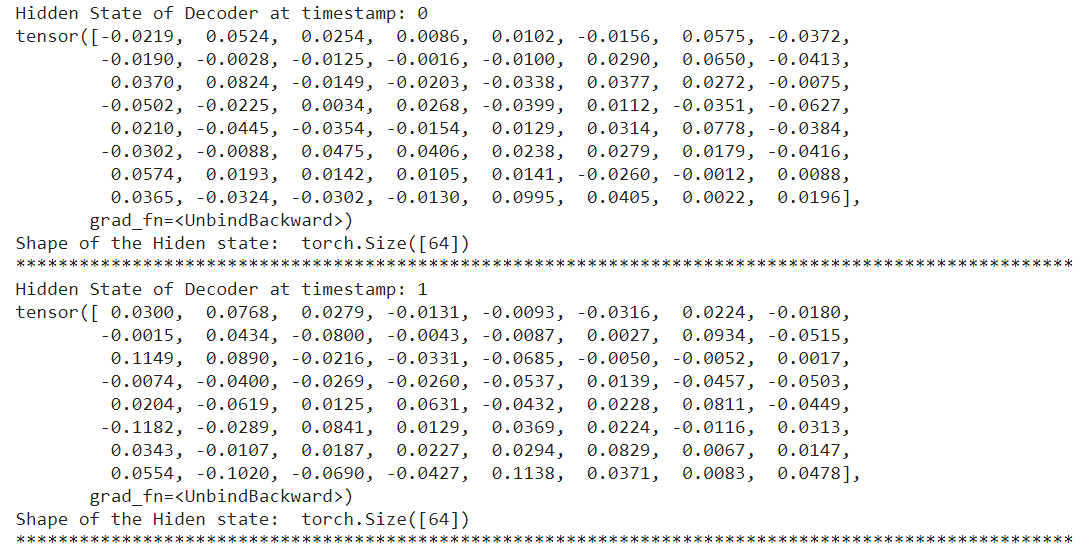 Hidden State of Decoder at timestamp: 0
tensor([-0.0219,  0.0524,  0.0254,  0.0086,  0.0102, -0.0156,  0.0575, -0.0372,
        -0.0190, -0.0028, -0.0125, -0.0016, -0.0100,  0.0290,  0.0650, -0.0413,
         0.0370,  0.0824, -0.0149, -0.0203, -0.0338,  0.0377,  0.0272, -0.0075,
        -0.0502, -0.0225,  0.0034,  0.0268, -0.0399,  0.0112, -0.0351, -0.0627,
         0.0210, -0.0445, -0.0354, -0.0154,  0.0129,  0.0314,  0.0778, -0.0384,
        -0.0302, -0.0088,  0.0475,  0.0406,  0.0238,  0.0279,  0.0179, -0.0416,
         0.0574,  0.0193,  0.0142,  0.0105,  0.0141, -0.0260, -0.0012,  0.0088,
         0.0365, -0.0324, -0.0302, -0.0130,  0.0995,  0.0405,  0.0022,  0.0196],
       grad_fn=<UnbindBackward>)
Shape of the Hiden state:  torch.Size([64])
****************************************************************************************************
Hidden State of Decoder at timestamp: 1
tensor([ 0.0300,  0.0768,  0.0279, -0.0131, -0.0093, -0.0316,  0.0224, -0.0180,
        -0.0015,  0.0434, -0.0800, -0.0043, -0.0087,  0.0027,  0.0934, -0.0515,
         0.1149,  0.0890, -0.0216, -0.0331, -0.0685, -0.0050, -0.0052,  0.0017,
        -0.0074, -0.0400, -0.0269, -0.0260, -0.0537,  0.0139, -0.0457, -0.0503,
         0.0204, -0.0619,  0.0125,  0.0631, -0.0432,  0.0228,  0.0811, -0.0449,
        -0.1182, -0.0289,  0.0841,  0.0129,  0.0369,  0.0224, -0.0116,  0.0313,
         0.0343, -0.0107,  0.0187,  0.0227,  0.0294,  0.0829,  0.0067,  0.0147,
         0.0554, -0.1020, -0.0690, -0.0427,  0.1138,  0.0371,  0.0083,  0.0478],
       grad_fn=<UnbindBackward>)
Shape of the Hiden state:  torch.Size([64])
****************************************************************************************************